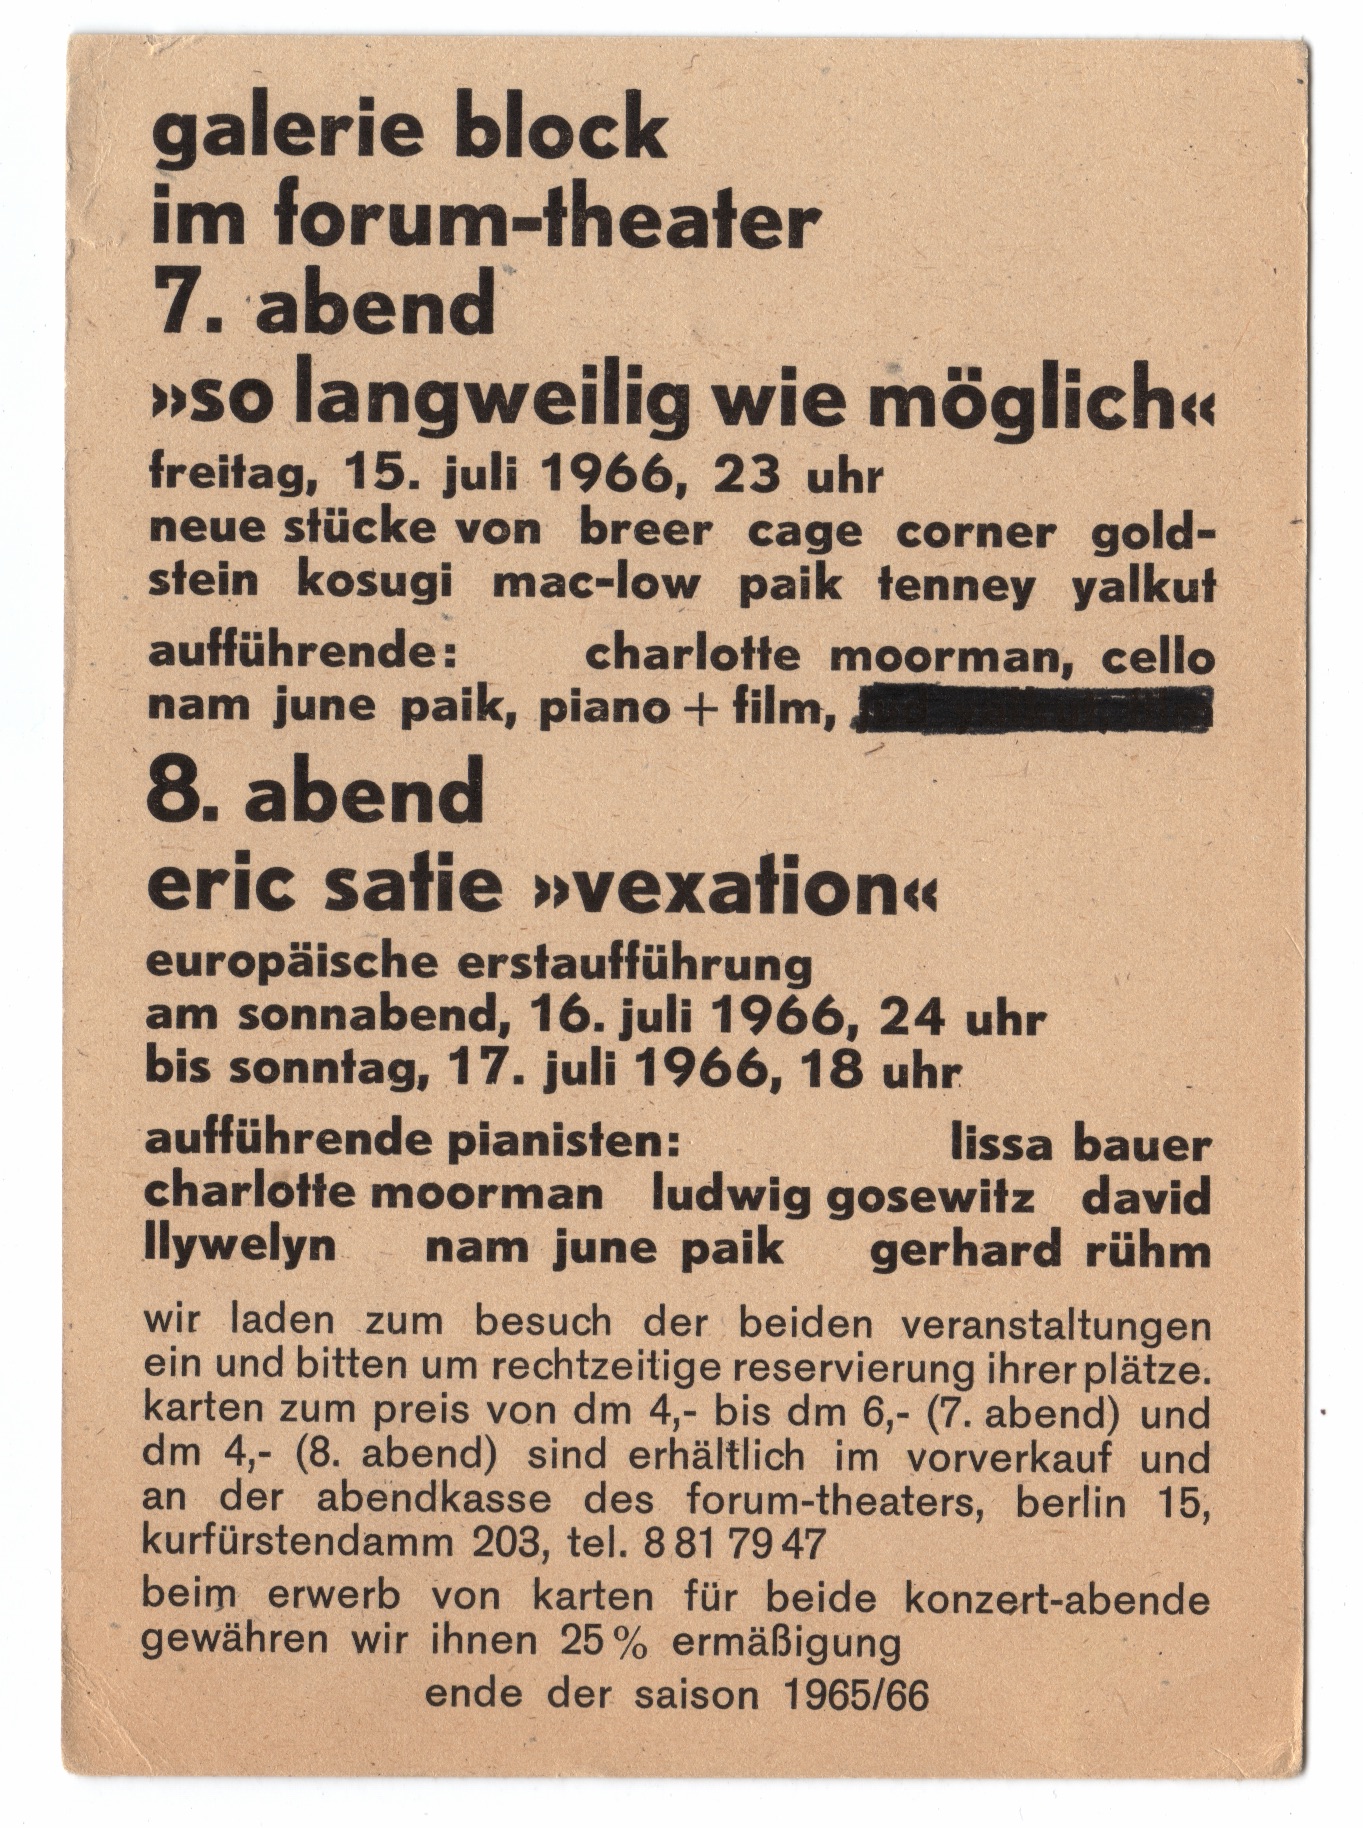 galerie block
im forum-theater
7. abend
»so langweilig wie möglich«
freitag, 15. juli 1966, 23 uhr
neue stücke von breer cage corner gold-
stein kosugi mac-low paik tenney yalkut
aufführende: charlotte moorman, cello
nam june paik, piano + film,
8. abend
eric satie »vexation«
europäische erstaufführung
am sonnabend, 16. juli 1966, 24 uhr
bis sonntag, 17. juli 1966, 18 uhr
aufführende pianisten: lissa bauer
charlotte moorman ludwig gosewitz david
llywelyn nam june paik gerhard rühm
wir laden zum besuch der beiden veranstaltungen
ein und bitten um rechtzeitige reservierung ihrer plätze.
karten zum preis von dm 4,- bis dm 6,- (7. abend) und
dm 4,- (8. abend) sind erhältlich im vorverkauf und
an der abendkasse des forum-theaters, berlin 15,
kurfürstendamm 203, tel. 8 81 79 47
beim erwerb von karten für beide konzert-abende
gewähren wir ihnen 25 % ermäßigung
ende der saison 1965/66